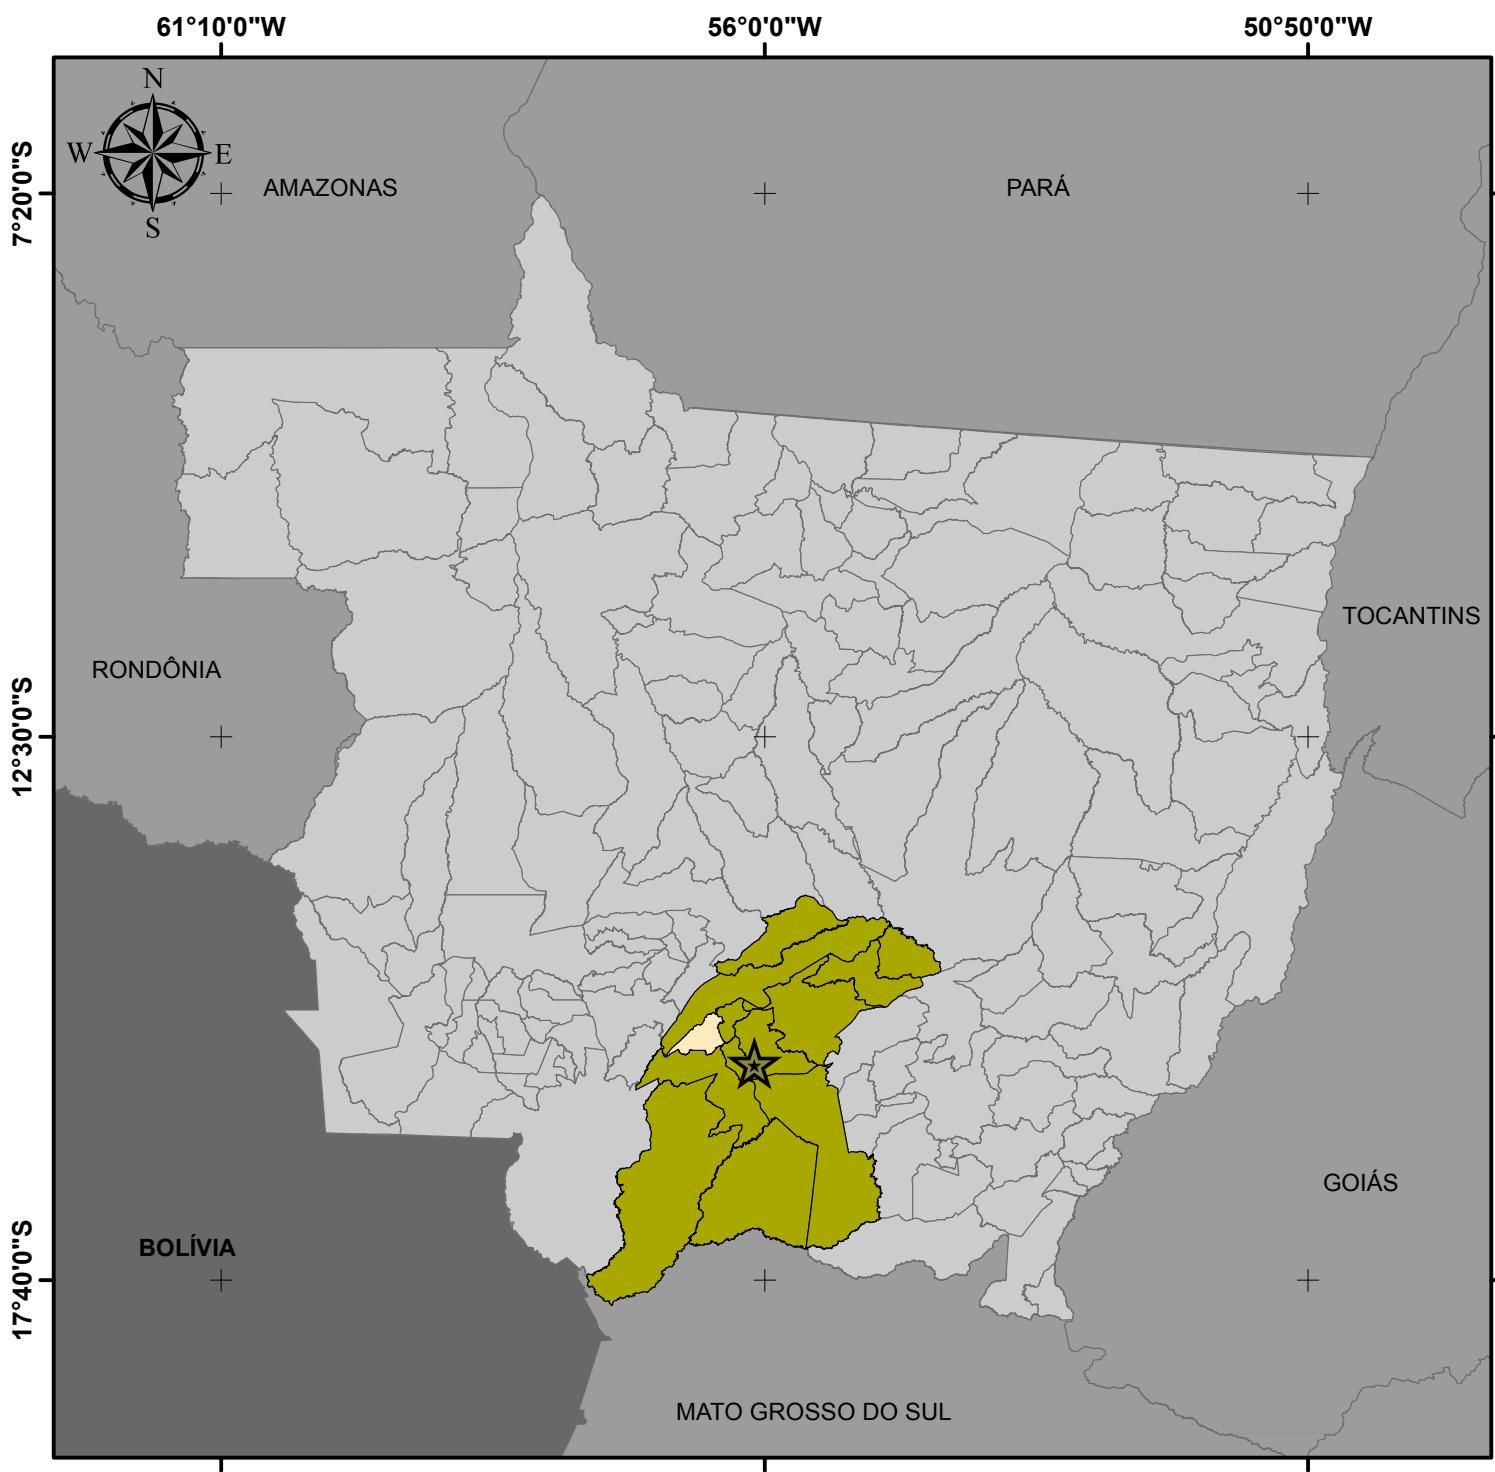 61°10'0"W 56°0'0"W 50°50'0"W
N
W E
S
7°20'0"S
AMAZONAS
PARÁ
TOCANTINS
RONDÔNIA
12°30'0"S
GOIÁS
BOLÍVIA
17°40'0"S
MATO GROSSO DO SUL